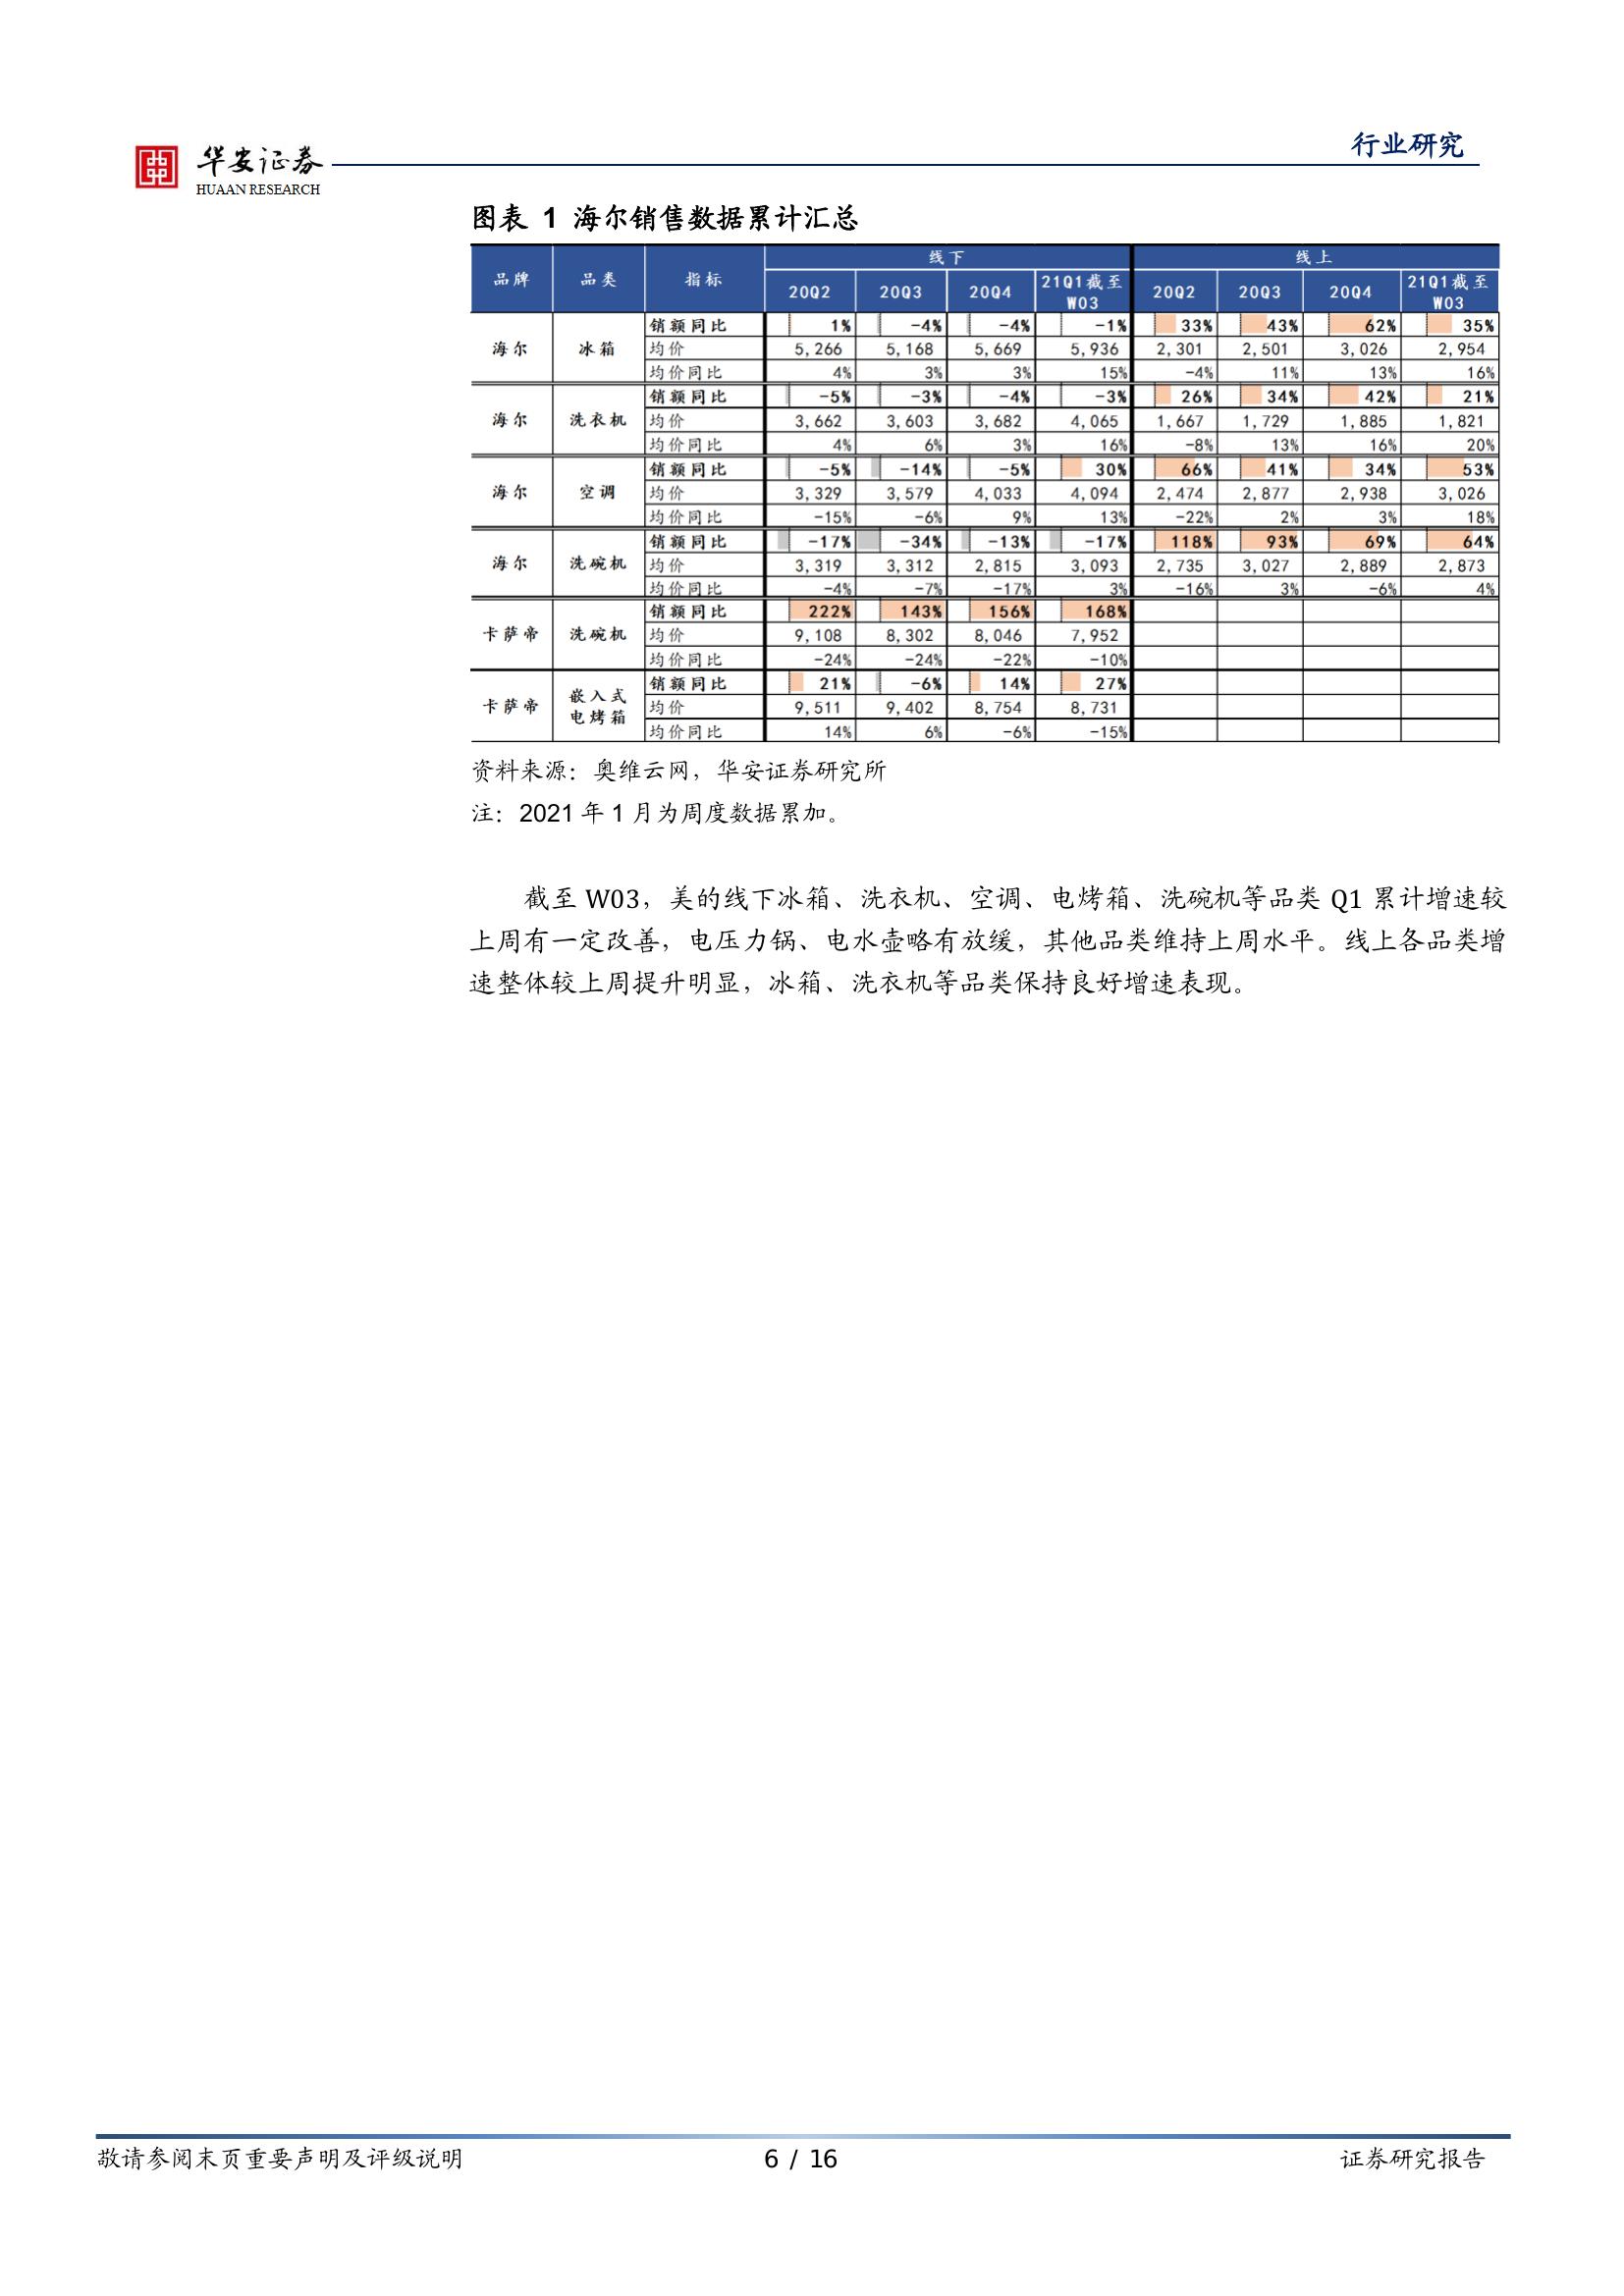 华安证券
HUAAN RESEARCH
行业研究
图表 1 海尔销售数据累计汇总
品牌 品类 指标 线下 线上
20Q2 20Q3 20Q4 21Q1截至W03 20Q2 20Q3 20Q4 21Q1截至W03
海尔 冰箱 销额同比 1% -4% -4% -1% 33% 43% 62% 35%
均价 5,266 5,168 5,669 5,936 2,301 2,501 3,026 2,954
均价同比 4% 3% 3% 15% -4% 11% 13% 16%
海尔 洗衣机 销额同比 -5% -3% -4% -3% 26% 34% 42% 21%
均价 3,662 3,603 3,682 4,065 1,667 1,729 1,885 1,821
均价同比 4% 6% 3% 16% -8% 13% 16% 20%
海尔 空调 销额同比 -5% -14% -5% 30% 66% 41% 34% 53%
均价 3,329 3,579 4,033 4,094 2,474 2,877 2,938 3,026
均价同比 -15% -6% 9% 13% -22% 2% 3% 18%
海尔 洗碗机 销额同比 -17% -34% -13% -17% 118% 93% 69% 64%
均价 3,319 3,312 2,815 3,093 2,735 3,027 2,889 2,873
均价同比 -4% -7% -17% 3% -16% 3% -6% 4%
卡萨帝 洗碗机 销额同比 222% 143% 156% 168%
均价 9,108 8,302 8,046 7,952
均价同比 -24% -24% -22% -10%
卡萨帝 嵌入式电烤箱 销额同比 21% -6% 14% 27%
均价 9,511 9,402 8,754 8,731
均价同比 14% 6% -6% -15%
资料来源：奥维云网，华安证券研究所
注：2021 年 1 月为周度数据累加。
截至 W03，美的线下冰箱、洗衣机、空调、电烤箱、洗碗机等品类 Q1 累计增速较
上周有一定改善，电压力锅、电水壶略有放缓，其他品类维持上周水平。线上各品类增
速整体较上周提升明显，冰箱、洗衣机等品类保持良好增速表现。
敬请参阅末页重要声明及评级说明 6 / 16 证券研究报告